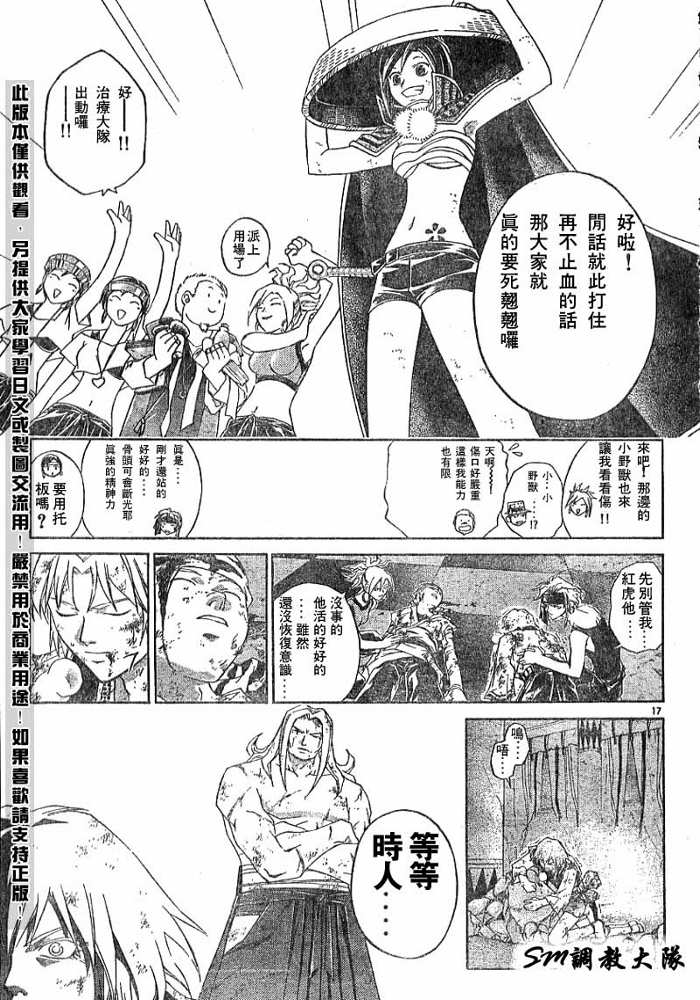 好啦！
閒話就此打住
再不止血的話
那大家就
真的要死翹翹囉
好——!!
治療大隊
出動囉
——!!
派上
用場了
來吧！那邊的
小野獸也來
讓我看看傷!!
小…小
野獸
……!?
天啊～
傷口好嚴重
這樣我能力
也有限
真是……
剛才還站的
好好的……
骨頭可會斷光耶
真強的精神力
要用托
板嗎？
先別管我…
紅虎他…
沒事的
他活的好好的
……雖然
還沒恢復意識
………
17
嗚…
唔…
等等
時人……
SM調教大隊
此版本僅供觀看，另提供大家學習日文或製圖交流用！嚴禁用於商業用途！如果喜歡請支持正版！